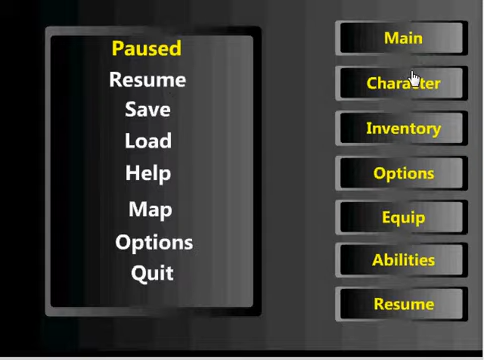 Paused
Resume
Save
Load
Help
Map
Options
Quit
Main
Character
Inventory
Options
Equip
Abilities
Resume